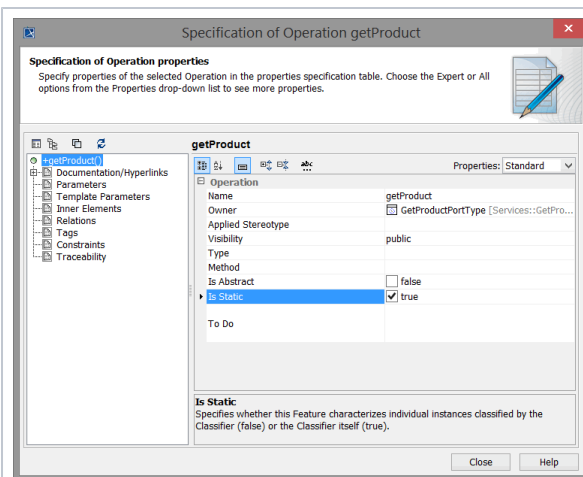 Specification of Operation getProduct
Specification of Operation properties
Specify properties of the selected Operation in the properties specification table. Choose the Expert or All
options from the Properties drop-down list to see more properties.
getProduct
+getProduct()
Documentation/Hyperlinks
Parameters
Template Parameters
Inner Elements
Relations
Tags
Constraints
Traceability
Properties: Standard
Operation
Name getProduct
Owner GetProductPortType [Services::GetPro...
Applied Stereotype
Visibility public
Type
Method
Is Abstract false
Is Static true
To Do
Is Static
Specifies whether this Feature characterizes individual instances classified by the
Classifier (false) or the Classifier itself (true).
Close Help